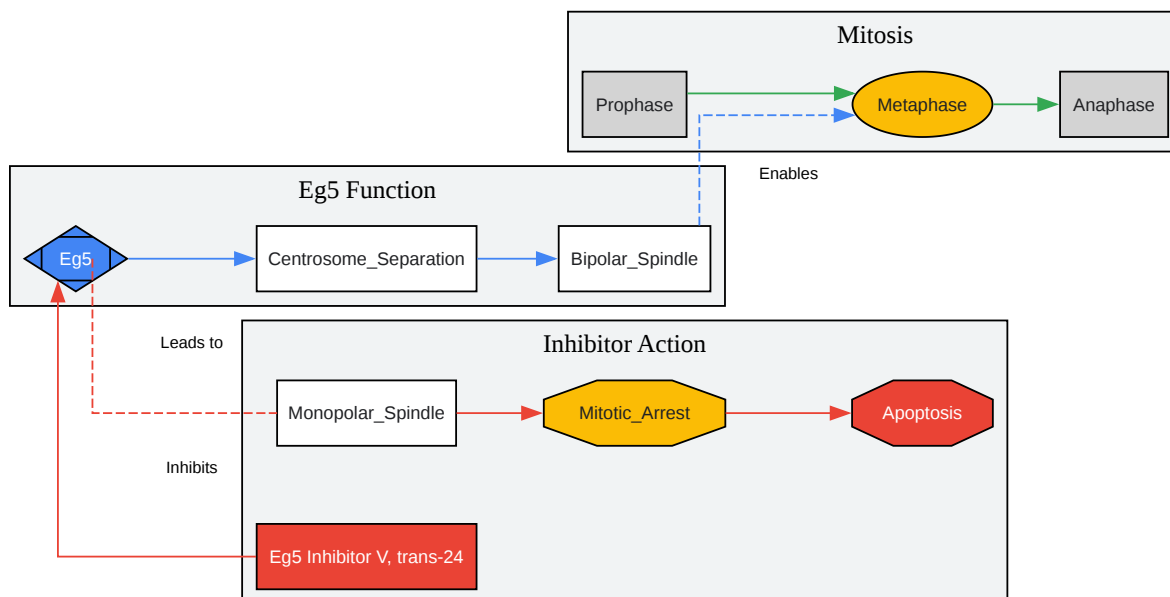 Mitosis
Prophase
Metaphase
Anaphase
Enables
Eg5 Function
Eg5
Centrosome_Separation
Bipolar_Spindle
Leads to
Inhibitor Action
Monopolar_Spindle
Mitotic_Arrest
Apoptosis
Inhibits
Eg5 Inhibitor V, trans-24